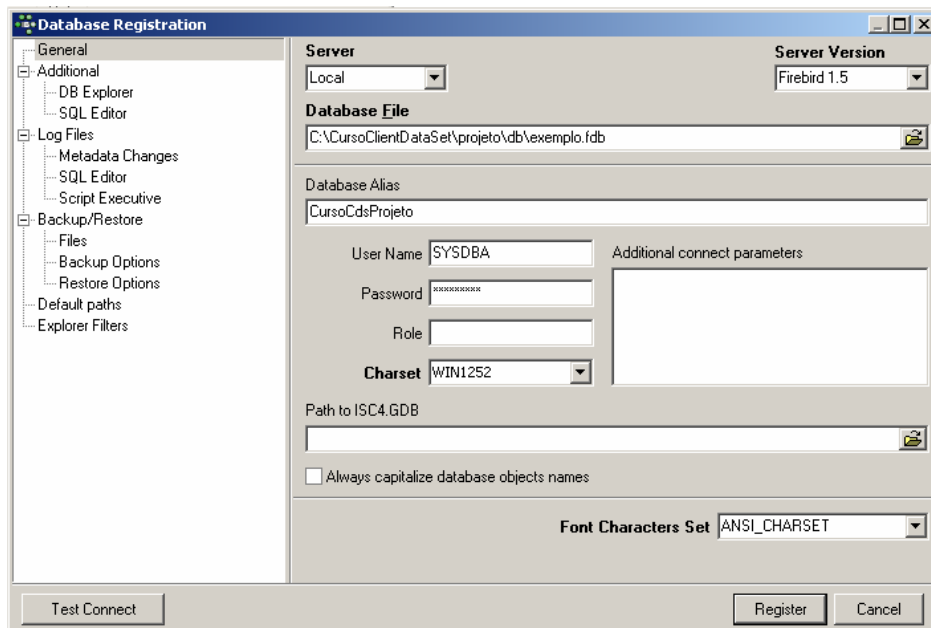 Database Registration
General
Additional
DB Explorer
SQL Editor
Log Files
Metadata Changes
SQL Editor
Script Executive
Backup/Restore
Files
Backup Options
Restore Options
Default paths
Explorer Filters
Server
Server Version
Local
Firebird 1.5
Database File
C:\CursoClientDataSet\projeto\db\exemplo.fdb
Database Alias
CursoCdsProjeto
User Name SYSDBA
Additional connect parameters
Password *********
Role
Charset WIN1252
Path to ISC4.GDB
Always capitalize database objects names
Font Characters Set ANSI_CHARSET
Test Connect
Register
Cancel